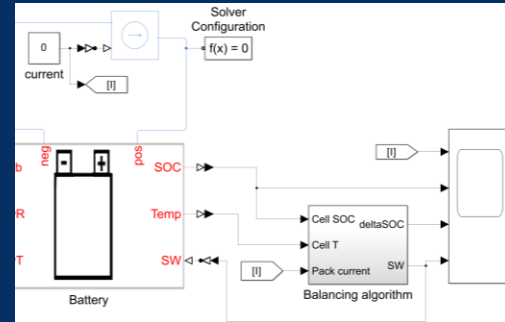 Solver
Configuration
f(x) = 0
0
current
[I]
neg
pos
[I]
b
SOC
R
Temp
T
SW
Battery
Cell SOC
deltaSOC
Cell T
[I]
Pack current
SW
Balancing algorithm